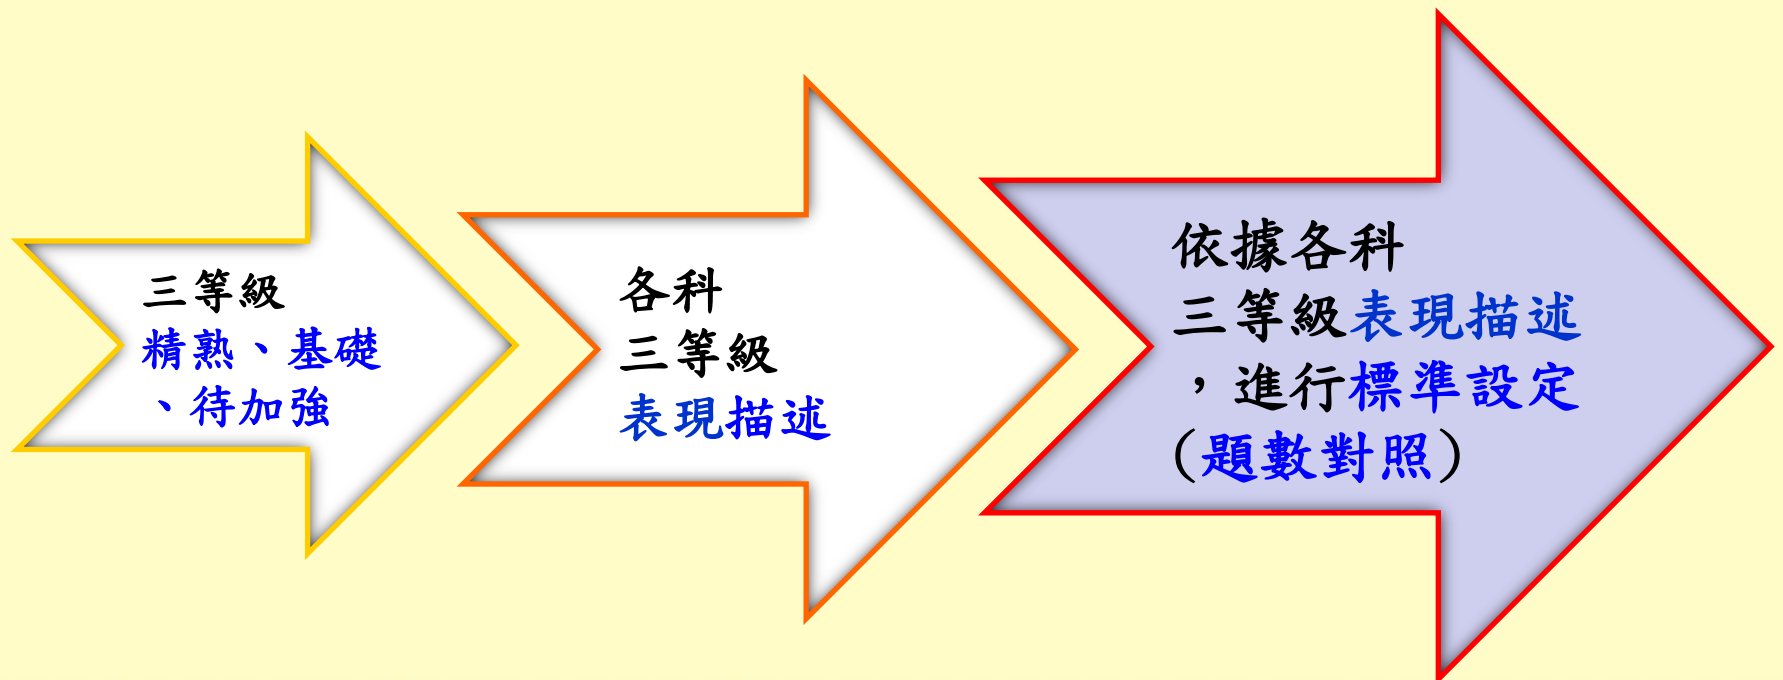 三等級
精熟、基礎
、待加強
各科
三等級
表現描述
依據各科
三等級表現描述
，進行標準設定
(題數對照)